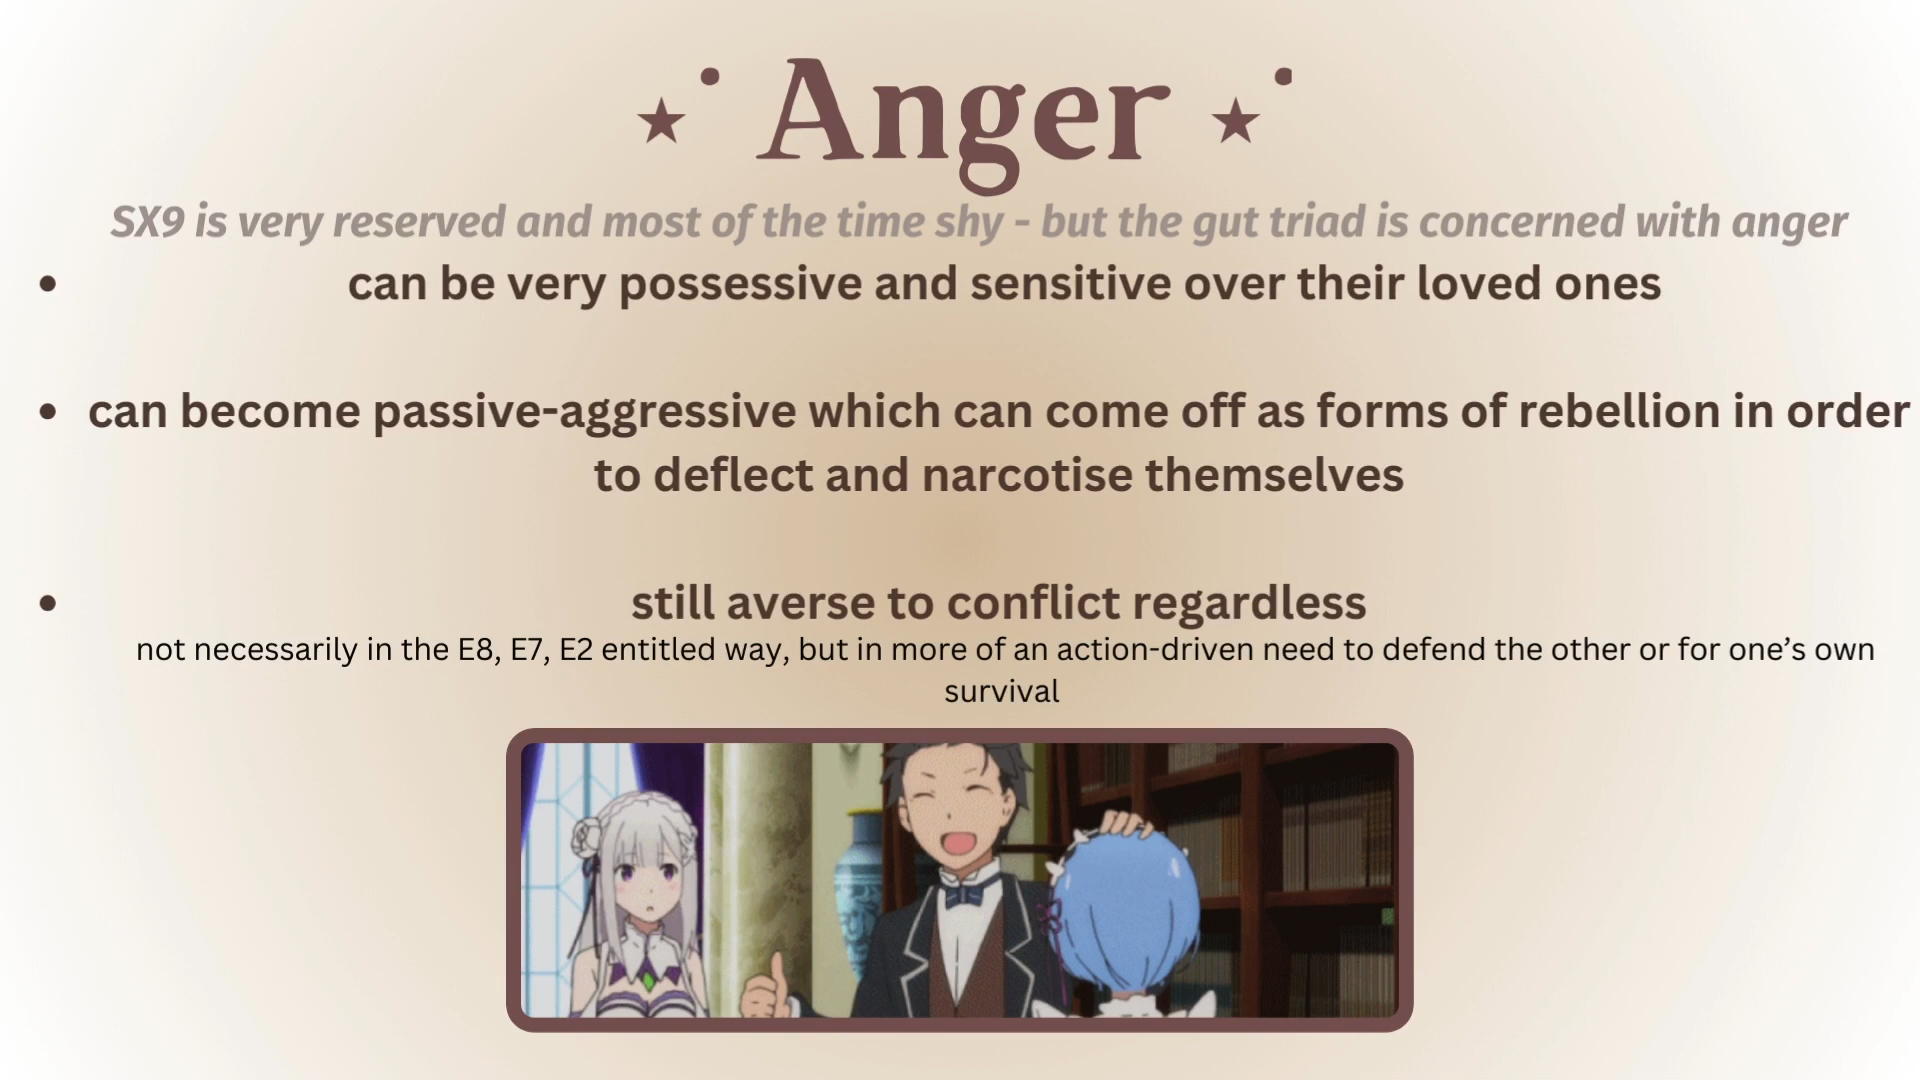 ★˙ Anger ★˙
SX9 is very reserved and most of the time shy - but the gut triad is concerned with anger
• can be very possessive and sensitive over their loved ones
• can become passive-aggressive which can come off as forms of rebellion in order
to deflect and narcotise themselves
• still averse to conflict regardless
not necessarily in the E8, E7, E2 entitled way, but in more of an action-driven need to defend the other or for one’s own
survival